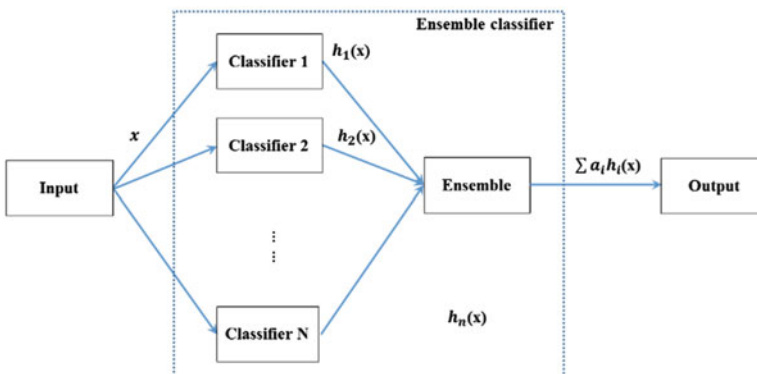 Ensemble classifier
Classifier 1
h₁(x)
x
Classifier 2
h₂(x)
Input
Ensemble
∑ aᵢhᵢ(x)
Output
⋮
⋮
Classifier N
hₙ(x)